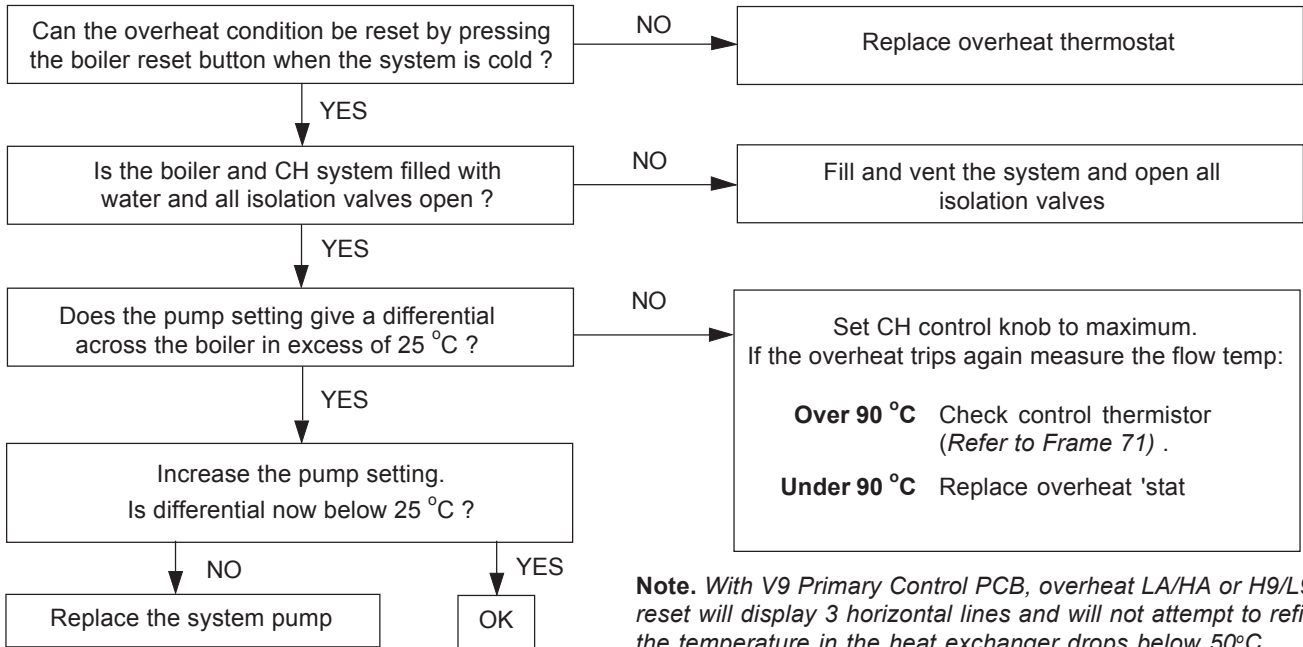 Can the overheat condition be reset by pressing
the boiler reset button when the system is cold ?
NO
Replace overheat thermostat
YES
Is the boiler and CH system filled with
water and all isolation valves open ?
NO
Fill and vent the system and open all
isolation valves
YES
Does the pump setting give a differential
across the boiler in excess of 25 °C ?
NO
Set CH control knob to maximum.
If the overheat trips again measure the flow temp:
Over 90 °C Check control thermistor
(Refer to Frame 71) .
Under 90 °C Replace overheat 'stat
YES
Increase the pump setting.
Is differential now below 25 °C ?
NO
YES
Replace the system pump
OK
Note. With V9 Primary Control PCB, overheat LA/HA or H9/L9
reset will display 3 horizontal lines and will not attempt to
the temperature in the heat exchanger drops below 50°C